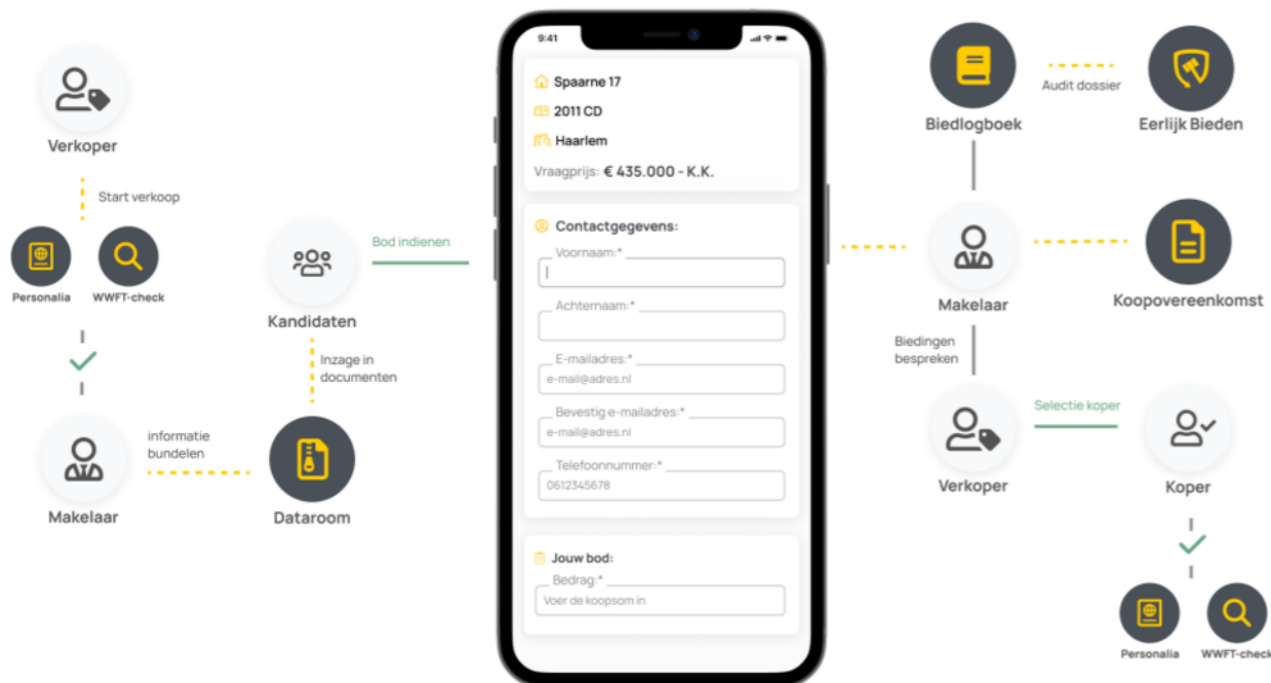 Verkoper
Start verkoop
Personalia
WWFT-check
Makelaar
informatie
bundelen
Dataroom
Inzage in
documenten
Kandidaten
Bod indienen
9:41
Spaarne 17
2011 CD
Haarlem
Vraagprijs: € 435.000 - K.K.
Contactgegevens:
Voornaam:*
Achternaam:*
E-mailadres:*
e-mail@adres.nl
Bevestig e-mailadres:*
e-mail@adres.nl
Telefoonnummer:*
0612345678
Jouw bod:
Bedrag:*
Voer de koopsom in
Biedlogboek
Audit dossier
Eerlijk Bieden
Makelaar
Koopovereenkomst
Biedingen
bespreken
Verkoper
Selectie koper
Koper
Personalia
WWFT-check